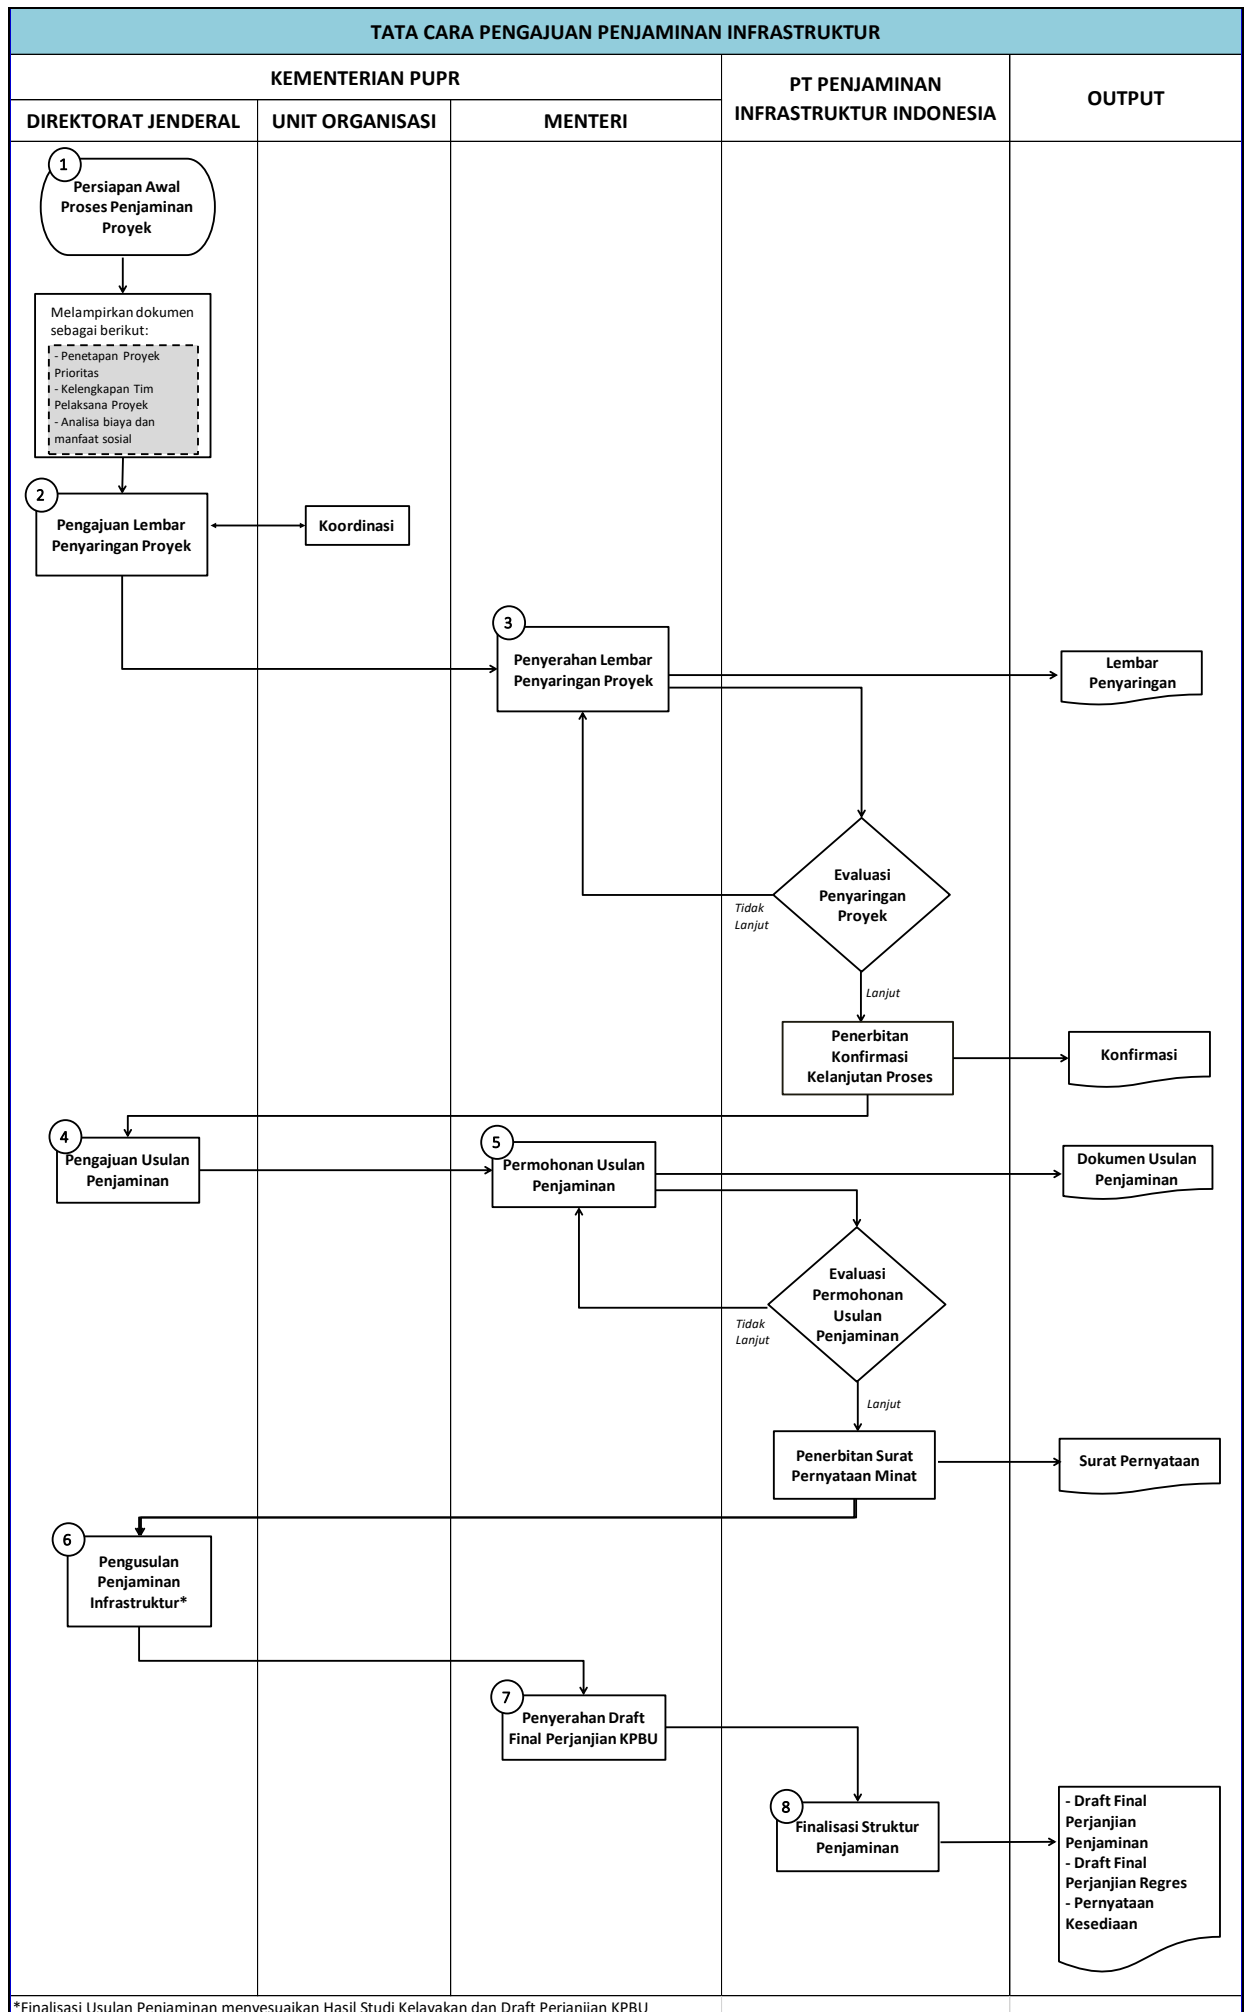 TATA CARA PENGAJUAN PENJAMINAN INFRASTRUKTUR
KEMENTERIAN PUPR
PT PENJAMINAN
INFRASTRUKTUR INDONESIA
OUTPUT
DIREKTORAT JENDERAL
UNIT ORGANISASI
MENTERI
1
Persiapan Awal
Proses Penjaminan
Proyek
Melampirkan dokumen
sebagai berikut:
- Penetapan Proyek
Prioritas
- Kelengkapan Tim
Pelaksana Proyek
- Analisa biaya dan
manfaat sosial
2
Pengajuan Lembar
Penyaringan Proyek
Koordinasi
3
Penyerahan Lembar
Penyaringan Proyek
Lembar
Penyaringan
Evaluasi
Penyaringan
Proyek
Tidak
Lanjut
Lanjut
Penerbitan
Konfirmasi
Kelanjutan Proses
Konfirmasi
4
Pengajuan Usulan
Penjaminan
5
Permohonan Usulan
Penjaminan
Dokumen Usulan
Penjaminan
Evaluasi
Permohonan
Usulan
Penjaminan
Tidak
Lanjut
Lanjut
Penerbitan Surat
Pernyataan Minat
Surat Pernyataan
6
Pengusulan
Penjaminan
Infrastruktur*
7
Penyerahan Draft
Final Perjanjian KPBU
8
Finalisasi Struktur
Penjaminan
- Draft Final
Perjanjian
Penjaminan
- Draft Final
Perjanjian Regres
- Pernyataan
Kesediaan
*Finalisasi Usulan Penjaminan menyesuaikan Hasil Studi Kelayakan dan Draft Perjanjian KPBU